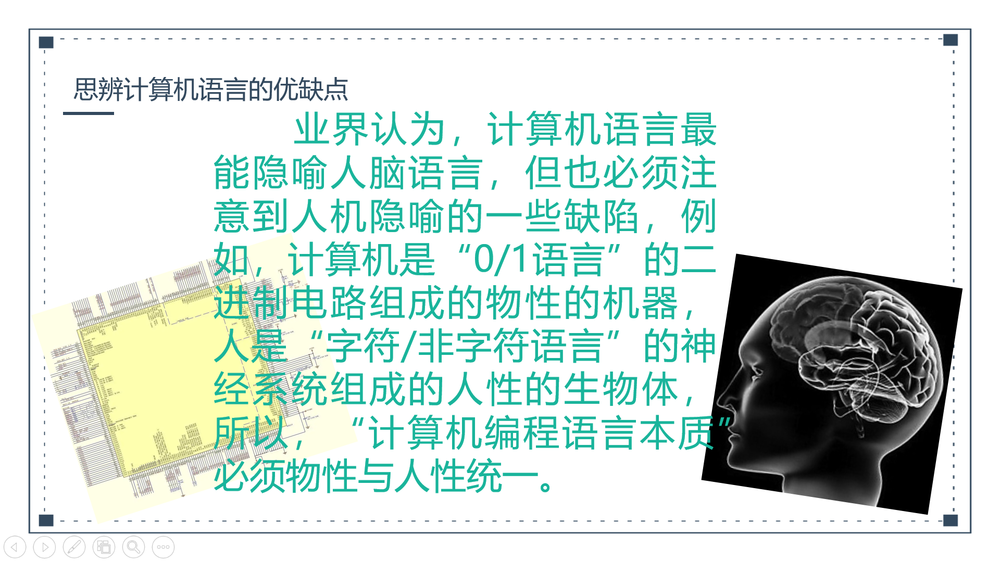 思辨计算机语言的优缺点
业界认为，计算机语言最
能隐喻人脑语言，但也必须注
意到人机隐喻的一些缺陷，例
如，计算机是“0/1语言”的二
进制电路组成的物性的机器，
人是“字符/非字符语言”的神
经系统组成的人性的生物体，
所以，“计算机编程语言本质”
必须物性与人性统一。